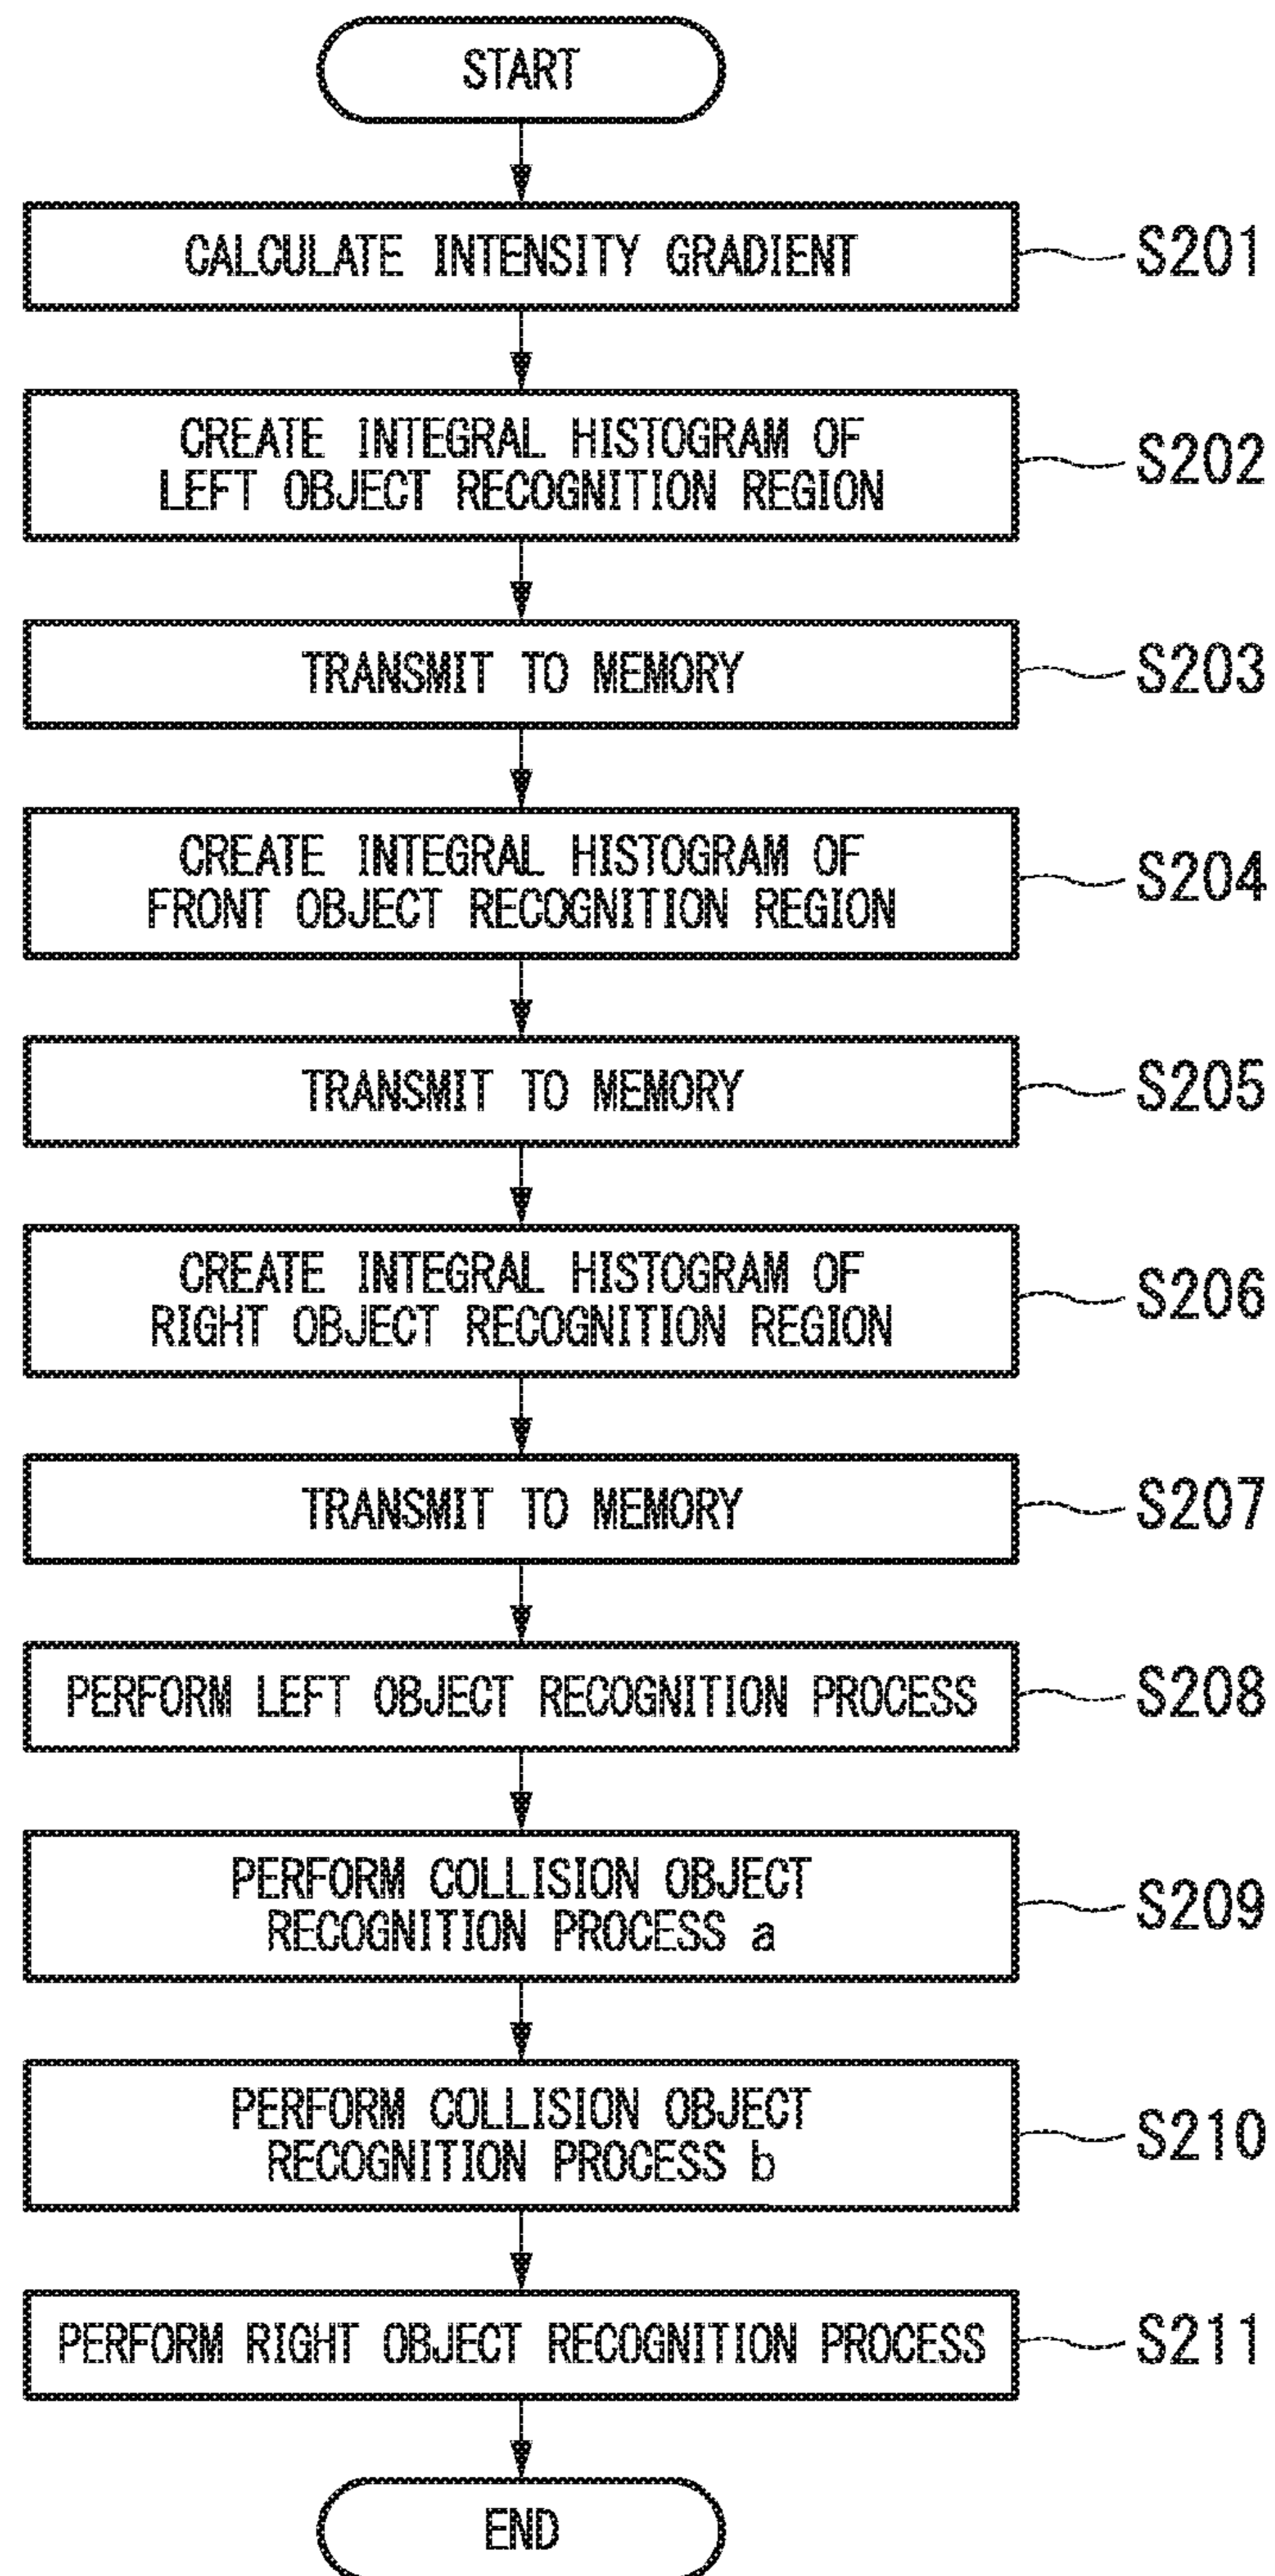 START
CALCULATE INTENSITY GRADIENT
S201
CREATE INTEGRAL HISTOGRAM OF
LEFT OBJECT RECOGNITION REGION
S202
TRANSMIT TO MEMORY
S203
CREATE INTEGRAL HISTOGRAM OF
FRONT OBJECT RECOGNITION REGION
S204
TRANSMIT TO MEMORY
S205
CREATE INTEGRAL HISTOGRAM OF
RIGHT OBJECT RECOGNITION REGION
S206
TRANSMIT TO MEMORY
S207
PERFORM LEFT OBJECT RECOGNITION PROCESS
S208
PERFORM COLLISION OBJECT
RECOGNITION PROCESS a
S209
PERFORM COLLISION OBJECT
RECOGNITION PROCESS b
S210
PERFORM RIGHT OBJECT RECOGNITION PROCESS
S211
END